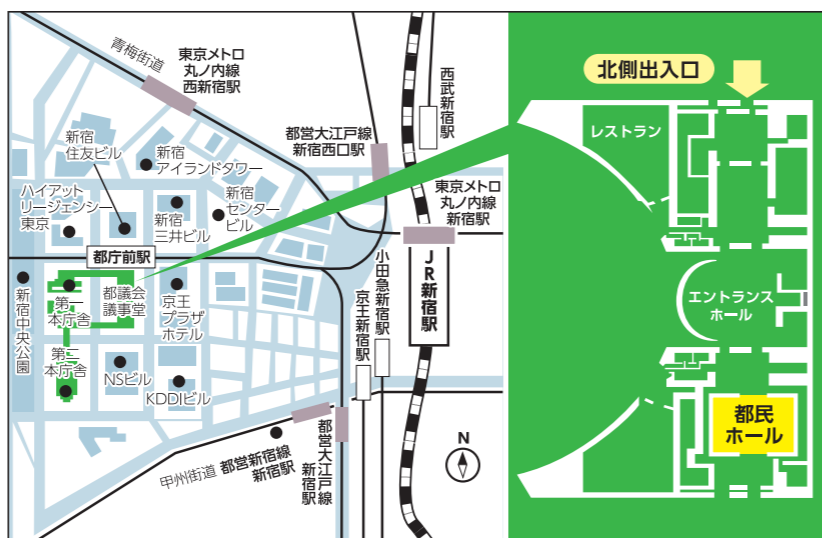 青梅街道
東京メトロ
丸ノ内線
西新宿駅
西武新宿駅
都営大江戸線
新宿西口駅
新宿
住友ビル
新宿
アイランドタワー
ハイアット
リージェンシー
東京
新宿
三井ビル
新宿
センター
ビル
東京メトロ
丸ノ内線
新宿駅
都庁前駅
新宿中央公園
第一
本庁舎
都議会
議事堂
京王
プラザ
ホテル
小田急新宿駅
京王新宿駅
JR新宿駅
第二
本庁舎
NSビル
KDDIビル
甲州街道
都営新宿線
新宿駅
都営大江戸線
新宿駅
N
北側出入口
レストラン
エントランス
ホール
都民
ホール